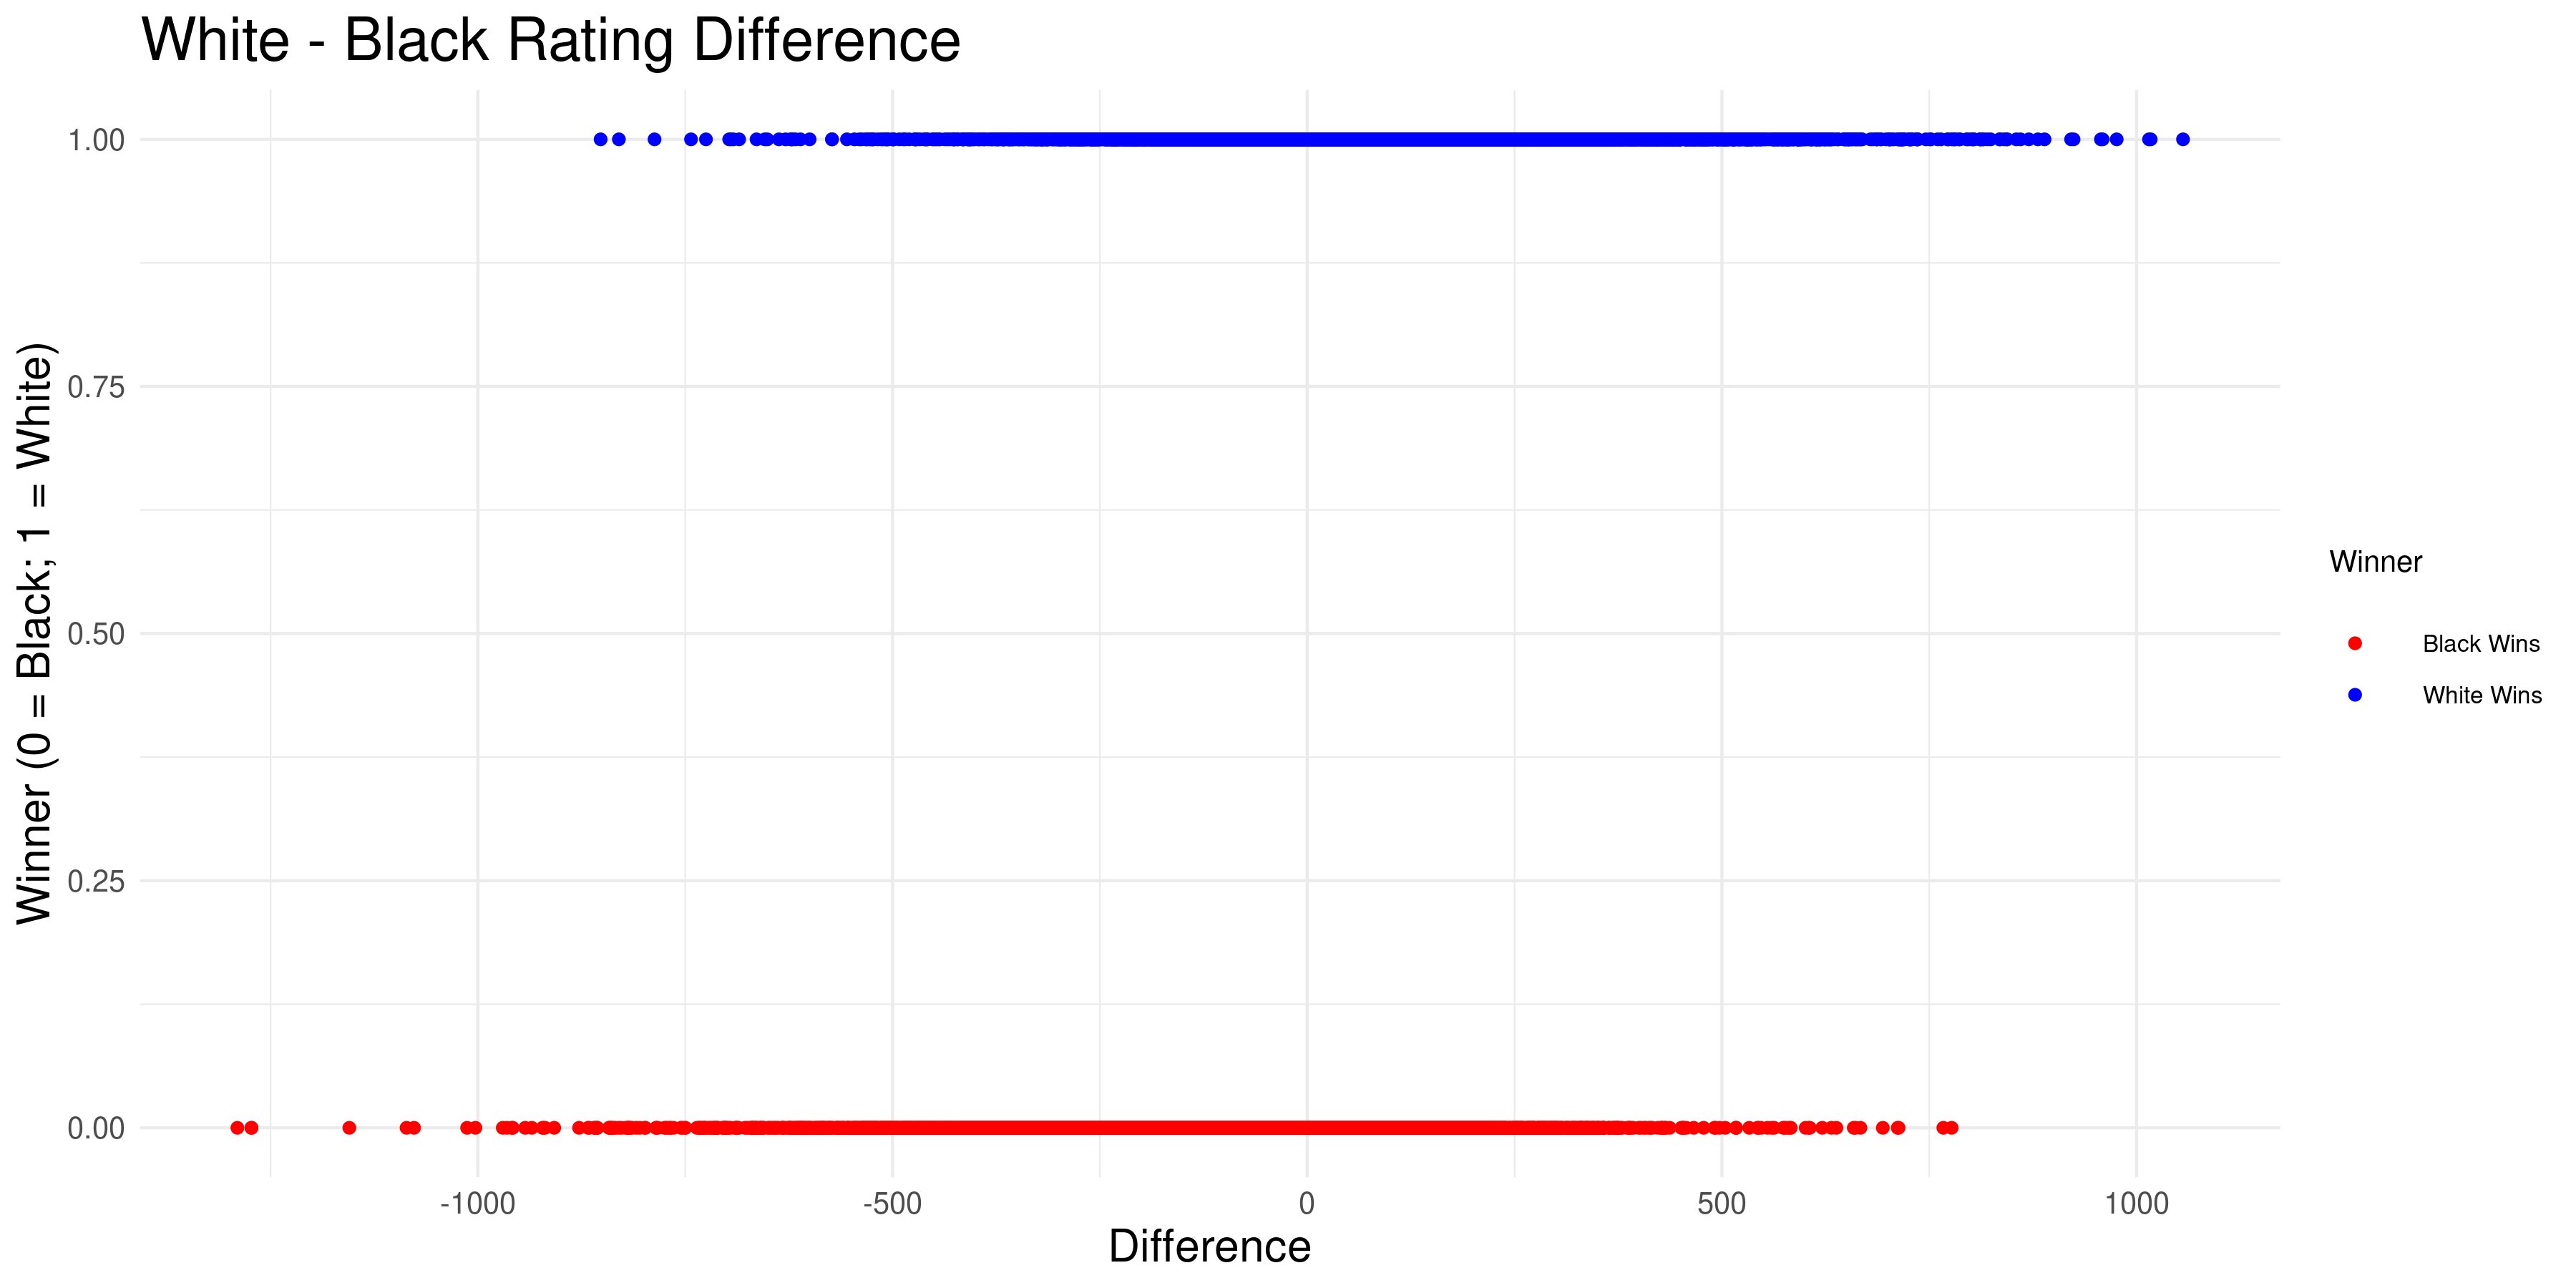 White - Black Rating Difference
Winner (0 = Black; 1 = White)
1.00
0.75
0.50
0.25
0.00
-1000
-500
0
500
1000
Difference
Winner
Black Wins
White Wins